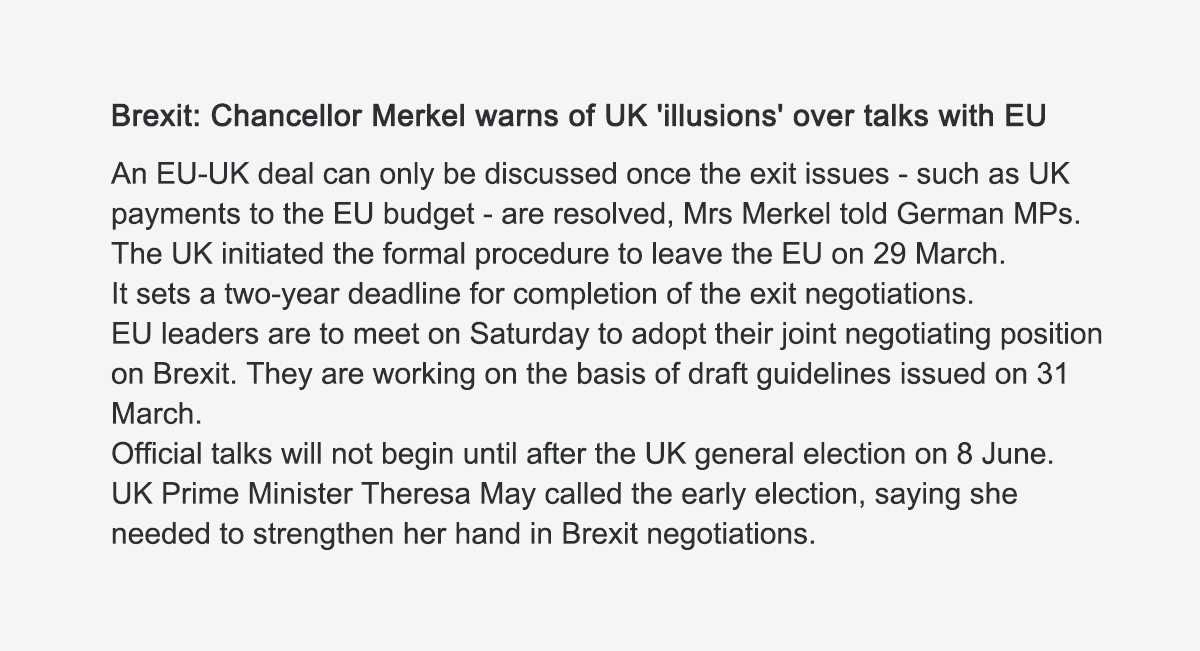 Brexit: Chancellor Merkel warns of UK 'illusions' over talks with EU
An EU-UK deal can only be discussed once the exit issues - such as UK
payments to the EU budget - are resolved, Mrs Merkel told German MPs.
The UK initiated the formal procedure to leave the EU on 29 March.
It sets a two-year deadline for completion of the exit negotiations.
EU leaders are to meet on Saturday to adopt their joint negotiating position
on Brexit. They are working on the basis of draft guidelines issued on 31
March.
Official talks will not begin until after the UK general election on 8 June.
UK Prime Minister Theresa May called the early election, saying she
needed to strengthen her hand in Brexit negotiations.